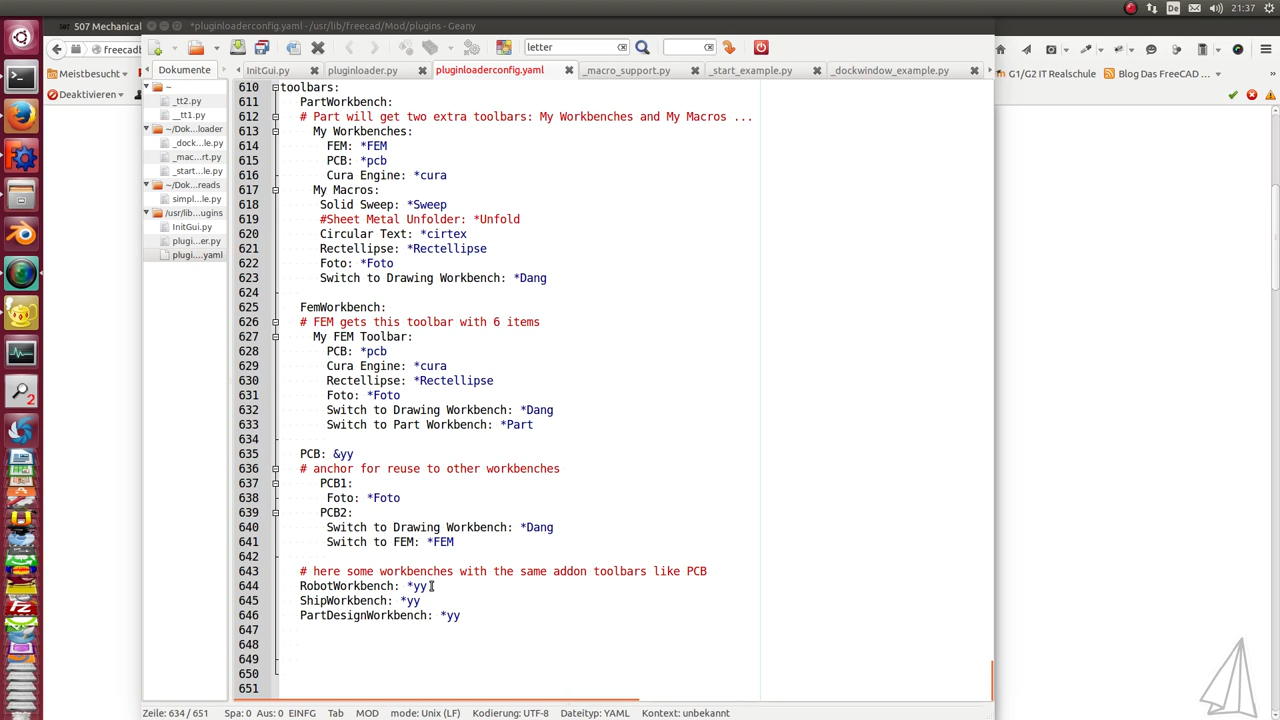 507 Mechanical
*pluginloaderconfig.yaml - /usr/lib/freecad/Mod/plugins - Geany
De
21:37
freecadb
letter
Meistbesucht
Dokumente
InitGui.py
pluginloader.py
pluginloaderconfig.yaml
_macro_support.py
_start_example.py
_dockwindow_example.py
G1/G2 IT Realschule
Blog Das FreeCAD ...
Deaktivieren
~
_tt2.py
__tt1.py
~/Dok...loader
_dock...le.py
_mac...rt.py
_start...le.py
~/Dok...reads
simpl...le.py
/usr/lib...ugins
InitGui.py
plugi...er.py
plugi....yaml
2
610 toolbars:
611 PartWorkbench:
612 # Part will get two extra toolbars: My Workbenches and My Macros ...
613 My Workbenches:
614 FEM: *FEM
615 PCB: *pcb
616 Cura Engine: *cura
617 My Macros:
618 Solid Sweep: *Sweep
619 #Sheet Metal Unfolder: *Unfold
620 Circular Text: *cirtex
621 Rectellipse: *Rectellipse
622 Foto: *Foto
623 Switch to Drawing Workbench: *Dang
624
625 FemWorkbench:
626 # FEM gets this toolbar with 6 items
627 My FEM Toolbar:
628 PCB: *pcb
629 Cura Engine: *cura
630 Rectellipse: *Rectellipse
631 Foto: *Foto
632 Switch to Drawing Workbench: *Dang
633 Switch to Part Workbench: *Part
634
635 PCB: &yy
636 # anchor for reuse to other workbenches
637 PCB1:
638 Foto: *Foto
639 PCB2:
640 Switch to Drawing Workbench: *Dang
641 Switch to FEM: *FEM
642
643 # here some workbenches with the same addon toolbars like PCB
644 RobotWorkbench: *yy
645 ShipWorkbench: *yy
646 PartDesignWorkbench: *yy
647
648
649
650
651
Zeile: 634 / 651 Spa: 0 Aus: 0 EINFG Tab MOD mode: Unix (LF) Kodierung: UTF-8 Dateityp: YAML Kontext: unbekannt